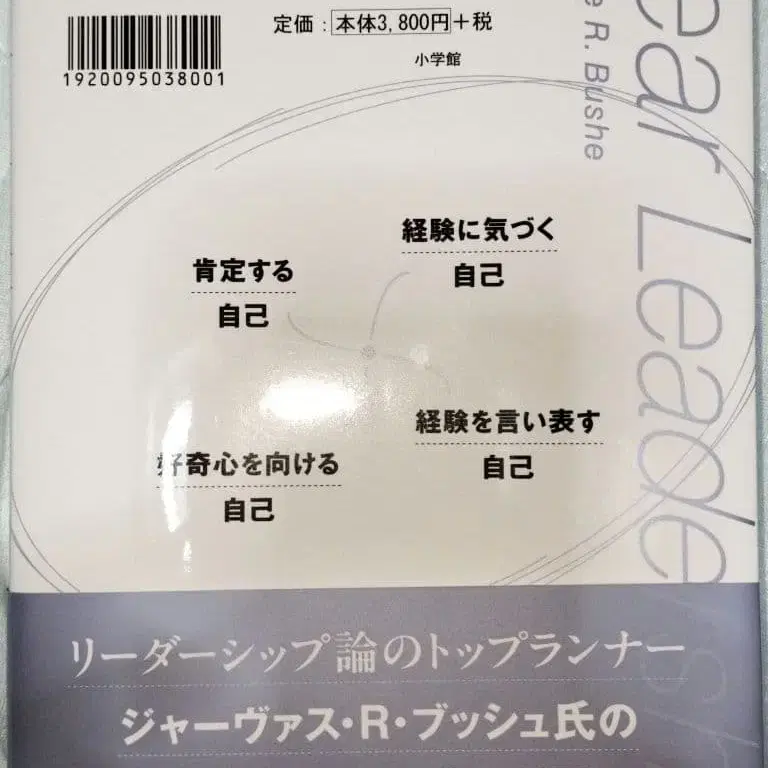 1920095038001
定価：本体3,800円＋税
小学館
経験に気づく
自己
肯定する
自己
経験を言い表す
自己
好奇心を向ける
自己
リーダーシップ論のトップランナー
ジャーヴァス・R・ブッシュ氏の
ear Leadersh
e R. Bushe